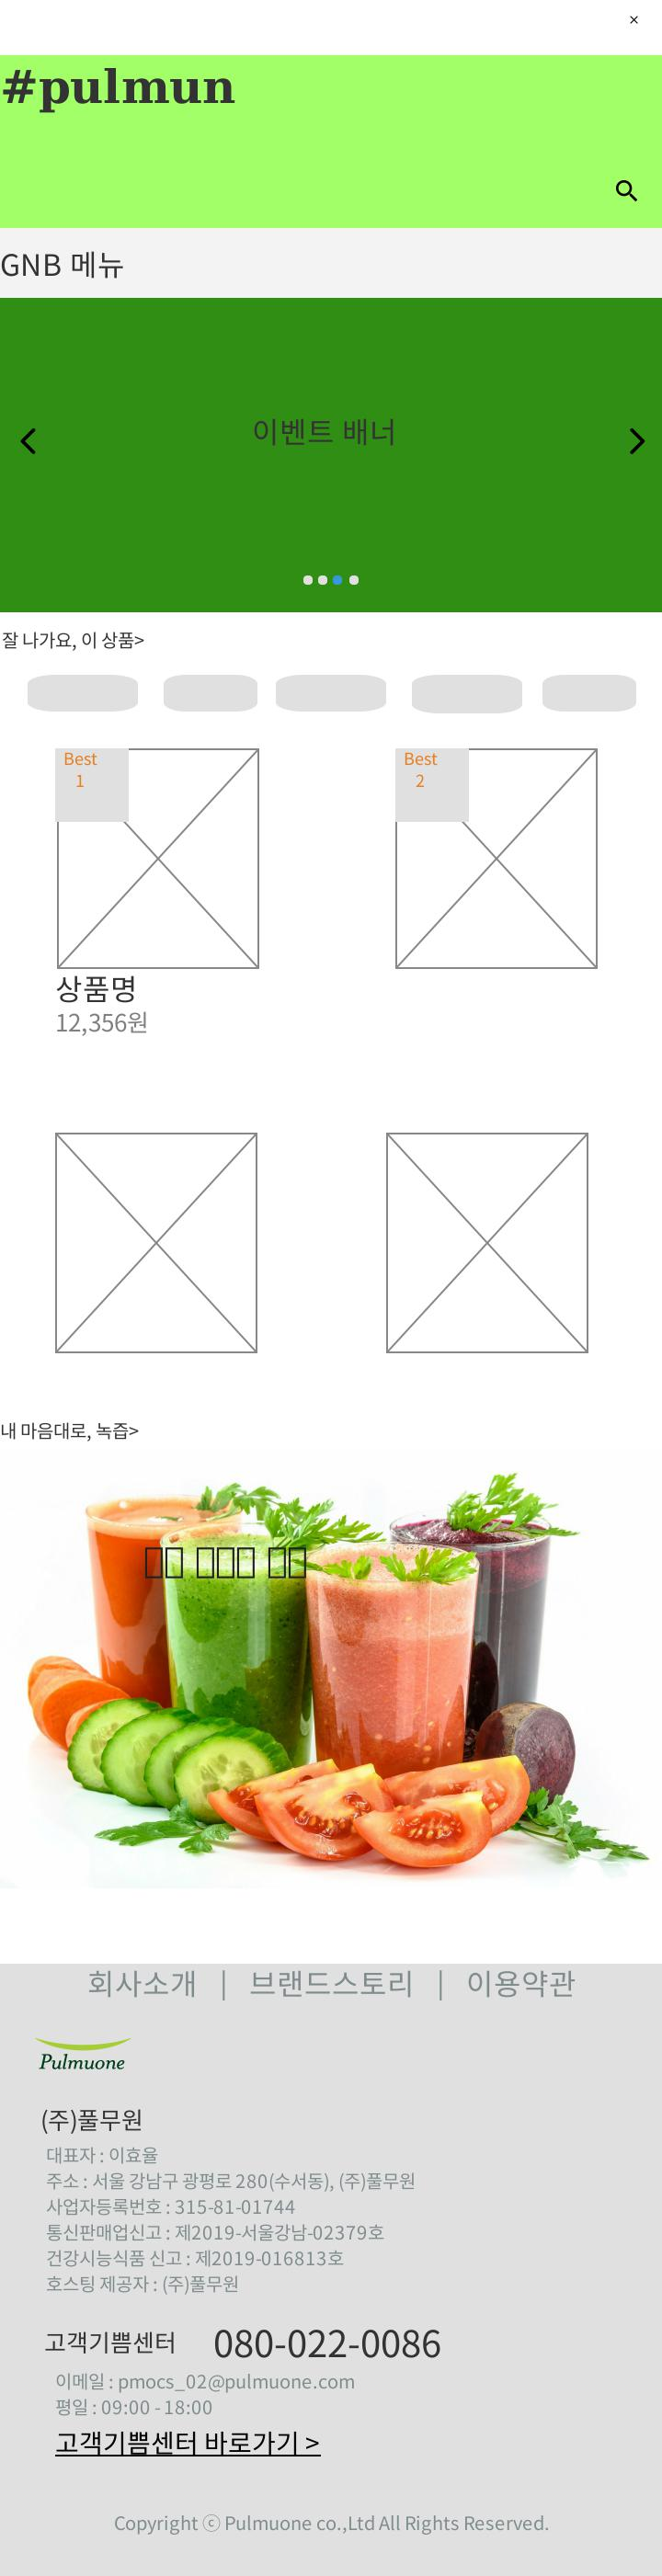 ×
#pulmun
GNB 메뉴
이벤트 배너
잘 나가요, 이 상품>
Best
1
Best
2
상품명
12,356원
내 마음대로, 녹즙>
회사소개 | 브랜드스토리 | 이용약관
Pulmuone
(주)풀무원
대표자 : 이효율
주소 : 서울 강남구 광평로 280(수서동), (주)풀무원
사업자등록번호 : 315-81-01744
통신판매업신고 : 제2019-서울강남-02379호
건강시능식품 신고 : 제2019-016813호
호스팅 제공자 : (주)풀무원
고객기쁨센터 080-022-0086
이메일 : pmocs_02@pulmuone.com
평일 : 09:00 - 18:00
고객기쁨센터 바로가기 >
Copyright ⓒ Pulmuone co.,Ltd All Rights Reserved.